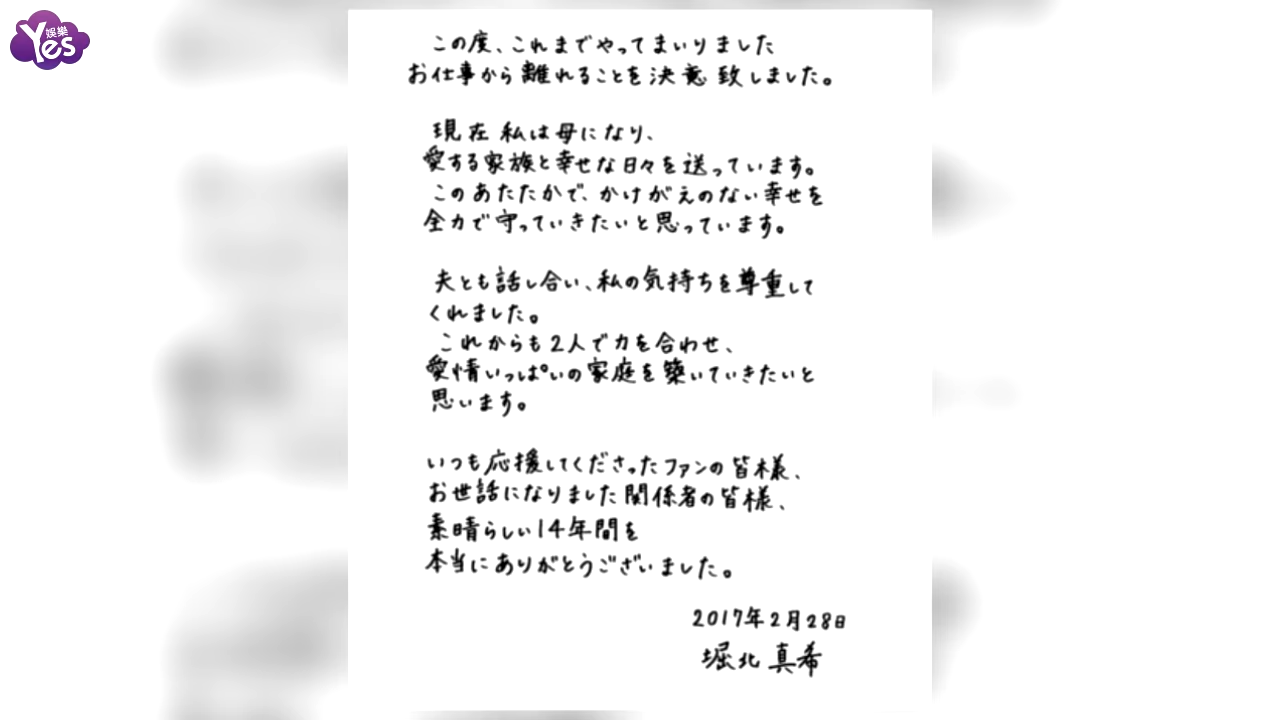 Yes娛樂
この度、これまでやってまいりました
お仕事から離れることを決意致しました。
現在 私は母になり、
愛する家族と幸せな日々を送っています。
このあたたかで、かけがえのない幸せを
全力で守っていきたいと思っています。
夫とも話し合い、私の気持ちを尊重して
くれました。
これからも2人で力を合わせ、
愛情いっぱいの家庭を築いていきたいと
思います。
いつも応援してくださったファンの皆様、
お世話になりました関係者の皆様、
素晴らしい14年間を
本当にありがとうございました。
2017年2月28日
堀北 真希